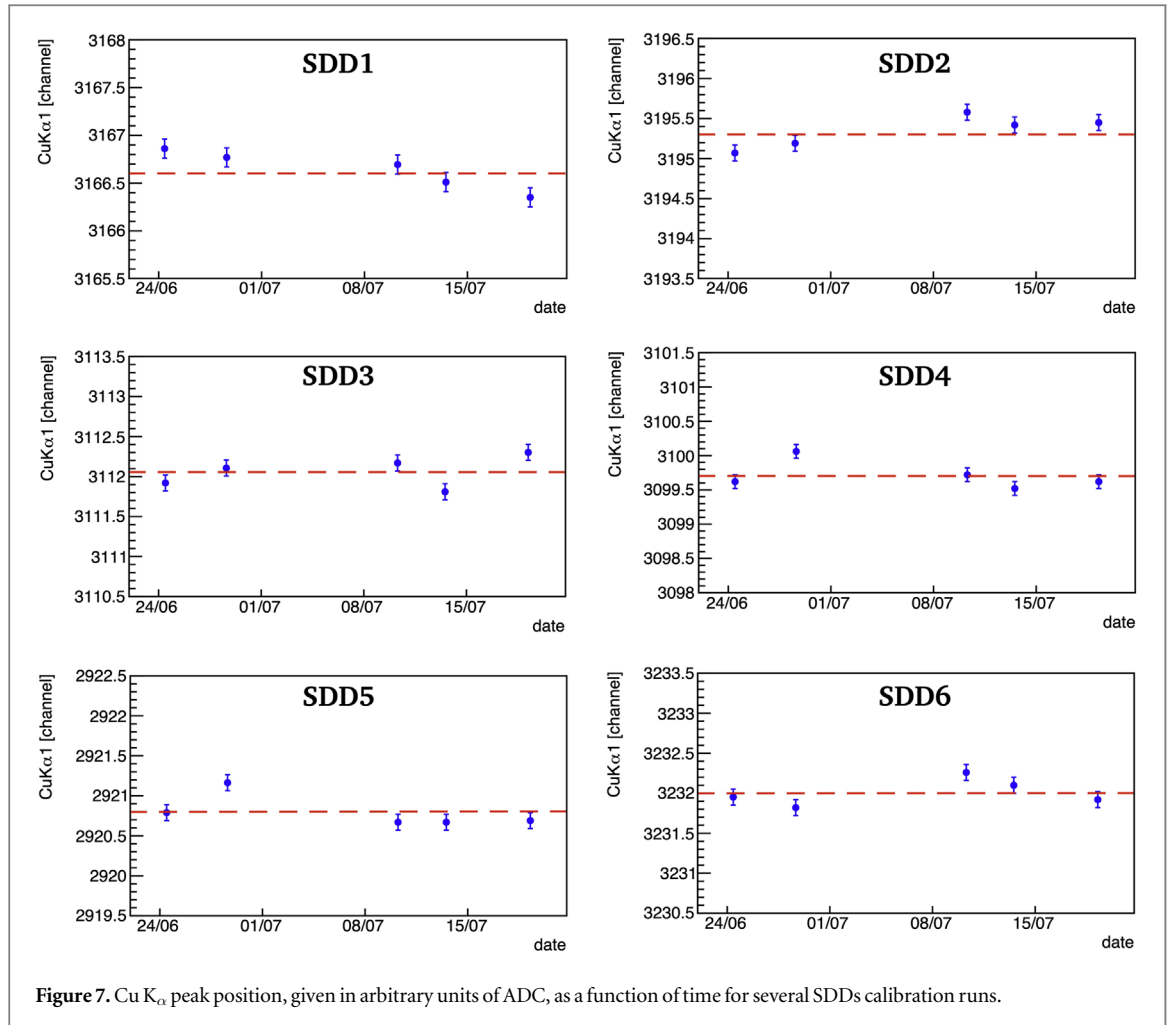 SDD1
CuKα1 [channel]
3168
3167.5
3167
3166.5
3166
3165.5
24/06 01/07 08/07 15/07
date
SDD2
CuKα1 [channel]
3196.5
3196
3195.5
3195
3194.5
3194
3193.5
24/06 01/07 08/07 15/07
date
SDD3
CuKα1 [channel]
3113.5
3113
3112.5
3112
3111.5
3111
3110.5
24/06 01/07 08/07 15/07
date
SDD4
CuKα1 [channel]
3101.5
3101
3100.5
3100
3099.5
3099
3098.5
3098
24/06 01/07 08/07 15/07
date
SDD5
CuKα1 [channel]
2922.5
2922
2921.5
2921
2920.5
2920
2919.5
24/06 01/07 08/07 15/07
date
SDD6
CuKα1 [channel]
3233.5
3233
3232.5
3232
3231.5
3231
3230.5
24/06 01/07 08/07 15/07
date
Figure 7. Cu Kα peak position, given in arbitrary units of ADC, as a function of time for several SDDs calibration runs.